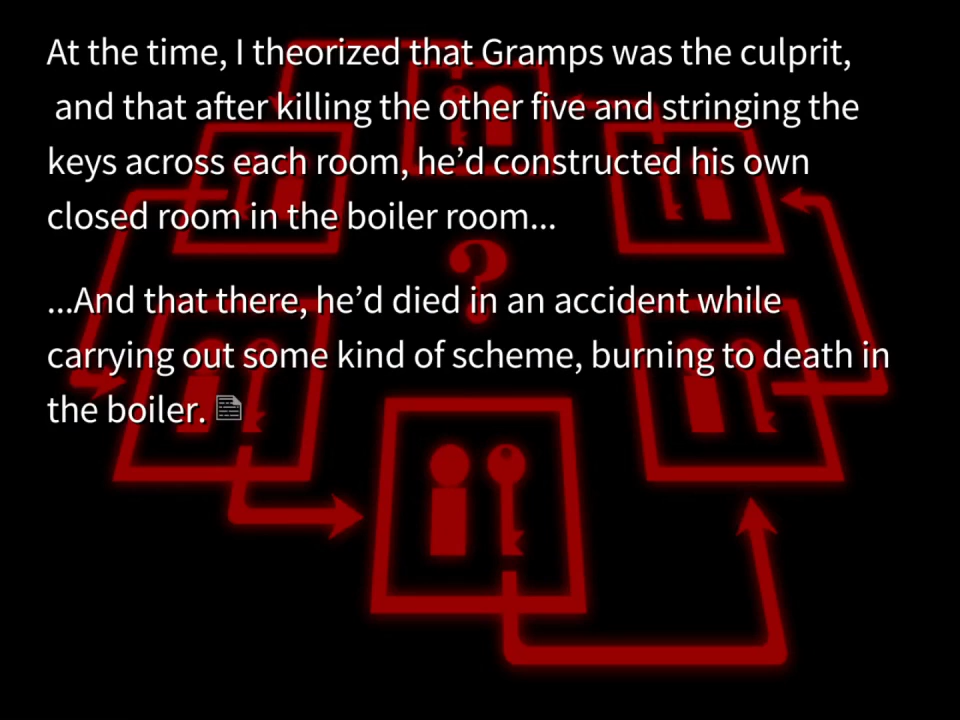 At the time, I theorized that Gramps was the culprit,
and that after killing the other five and stringing the
keys across each room, he’d constructed his own
closed room in the boiler room...
...And that there, he’d died in an accident while
carrying out some kind of scheme, burning to death in
the boiler.
?